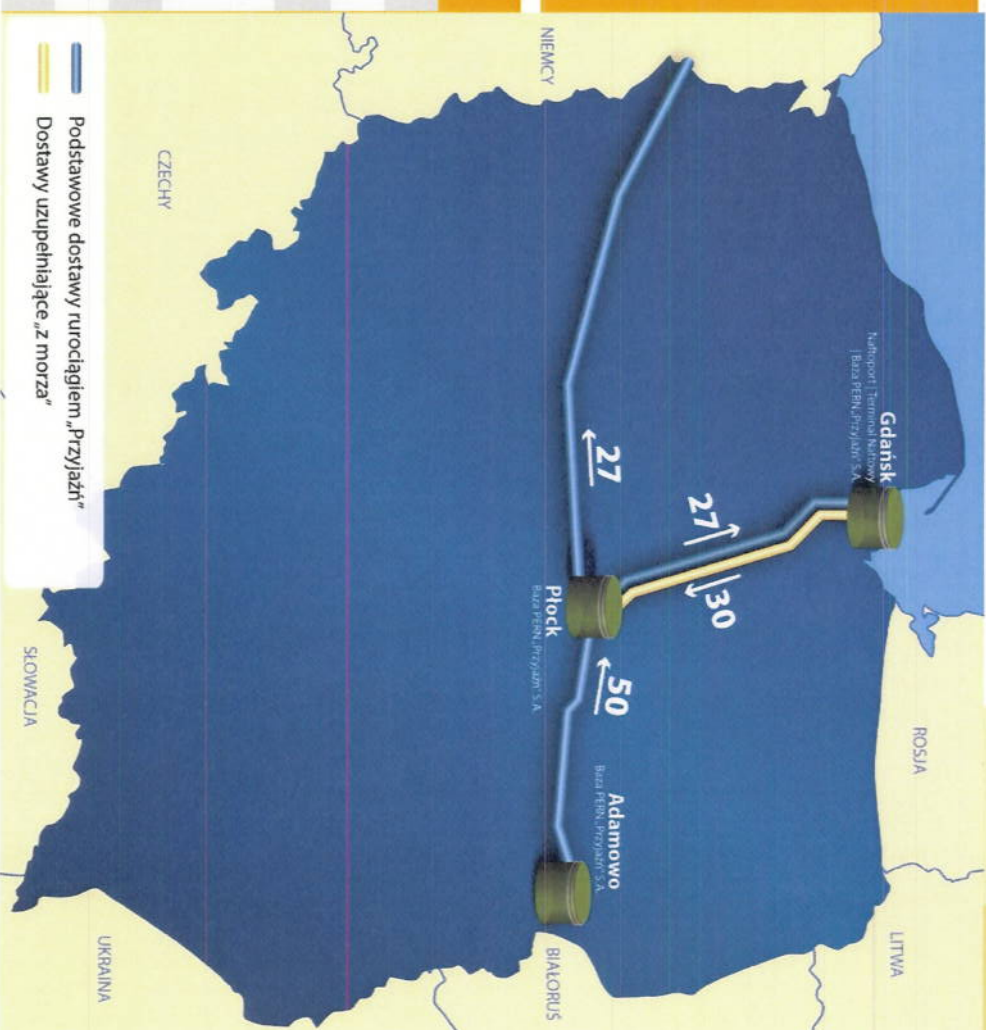 NIEMCY
ROSJA
LITWA
Gdańsk
Naftoport | Terminal Naftowy
| Baza PERN „Przyjaźń" S.A.
27
30
27
50
Płock
Baza PERN „Przyjaźń" S.A.
Adamowo
Baza PERN „Przyjaźń" S.A.
BIAŁORUŚ
CZECHY
SŁOWACJA
UKRAINA
Podstawowe dostawy rurociągiem „Przyjaźń"
Dostawy uzupełniające „z morza"